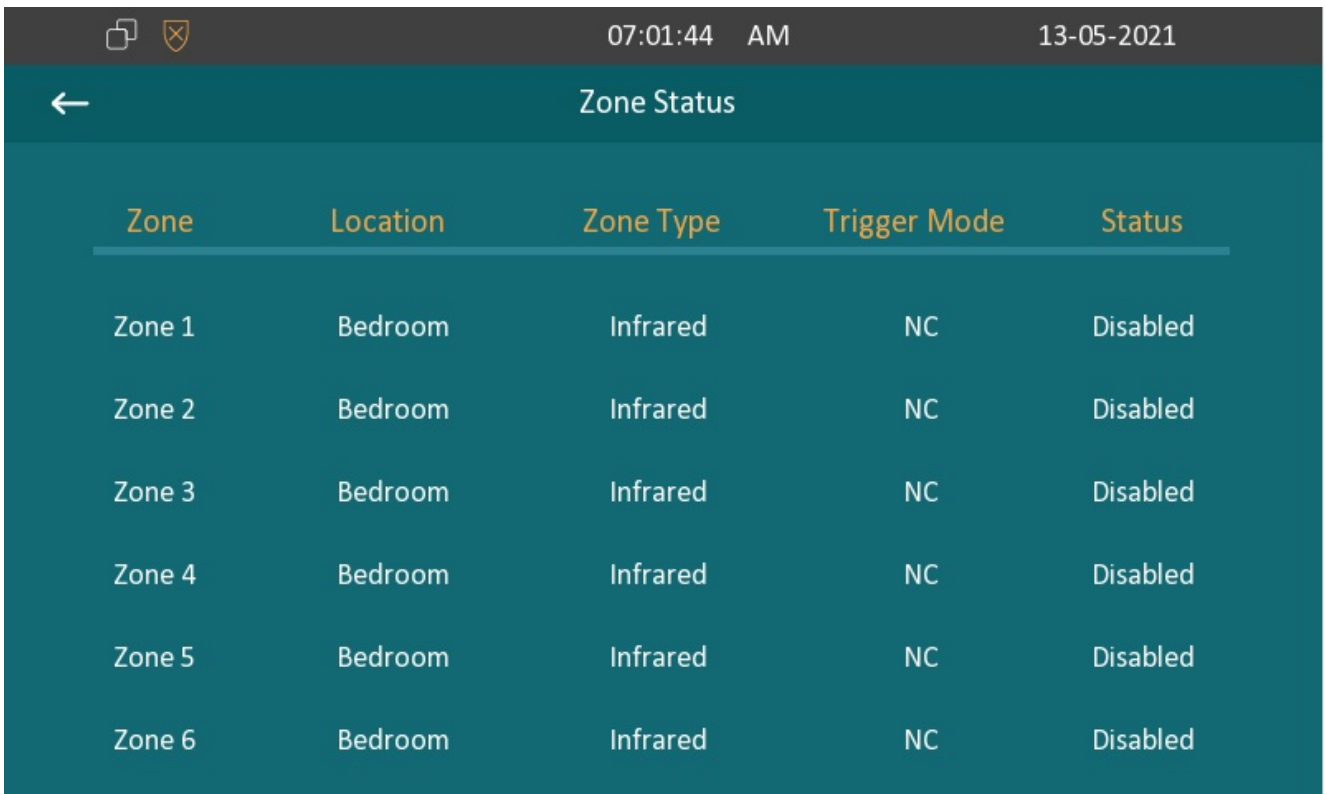 07:01:44 AM 13-05-2021
Zone Status
Zone Location Zone Type Trigger Mode Status
Zone 1 Bedroom Infrared NC Disabled
Zone 2 Bedroom Infrared NC Disabled
Zone 3 Bedroom Infrared NC Disabled
Zone 4 Bedroom Infrared NC Disabled
Zone 5 Bedroom Infrared NC Disabled
Zone 6 Bedroom Infrared NC Disabled